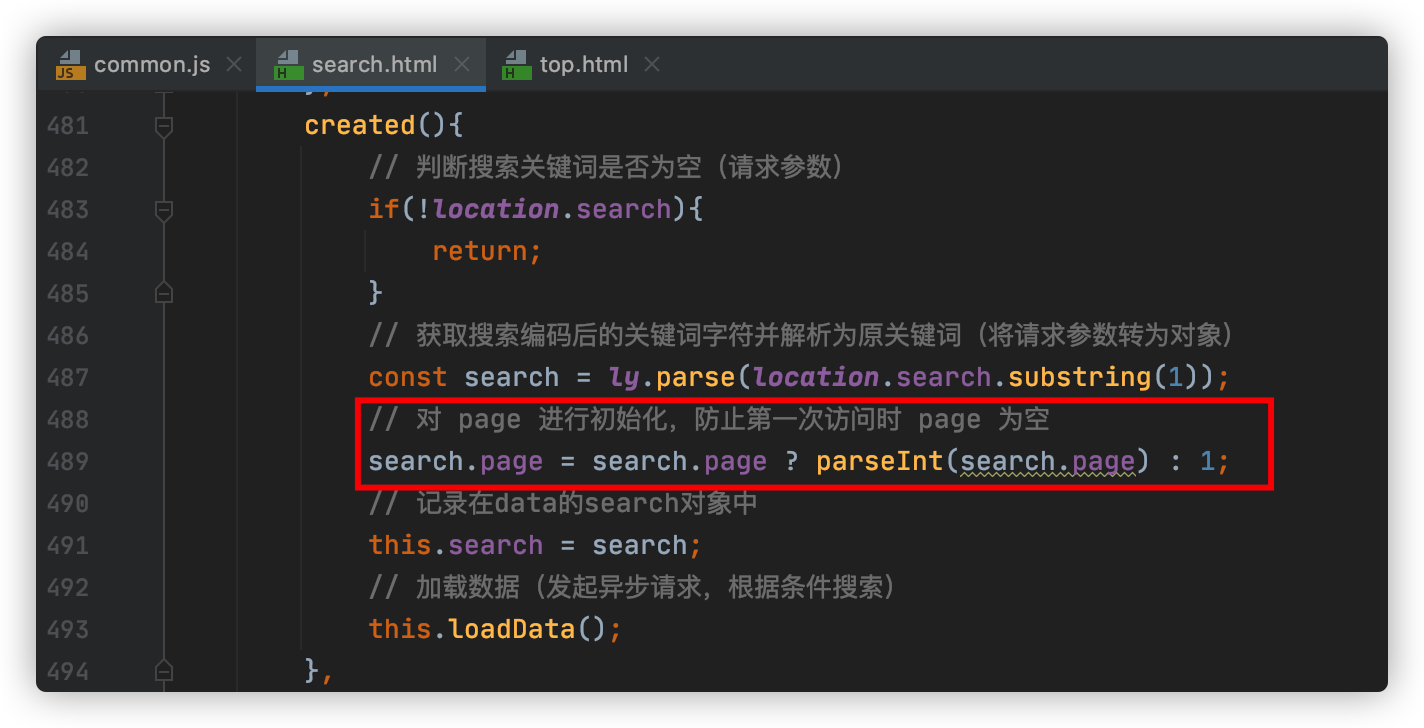 common.js search.html top.html
481 created(){
482 // 判断搜索关键词是否为空（请求参数）
483 if(!location.search){
484 return;
485 }
486 // 获取搜索编码后的关键词字符并解析为原关键词（将请求参数转为对象）
487 const search = ly.parse(location.search.substring(1));
488 // 对 page 进行初始化，防止第一次访问时 page 为空
489 search.page = search.page ? parseInt(search.page) : 1;
490 // 记录在data的search对象中
491 this.search = search;
492 // 加载数据（发起异步请求，根据条件搜索）
493 this.loadData();
494 },